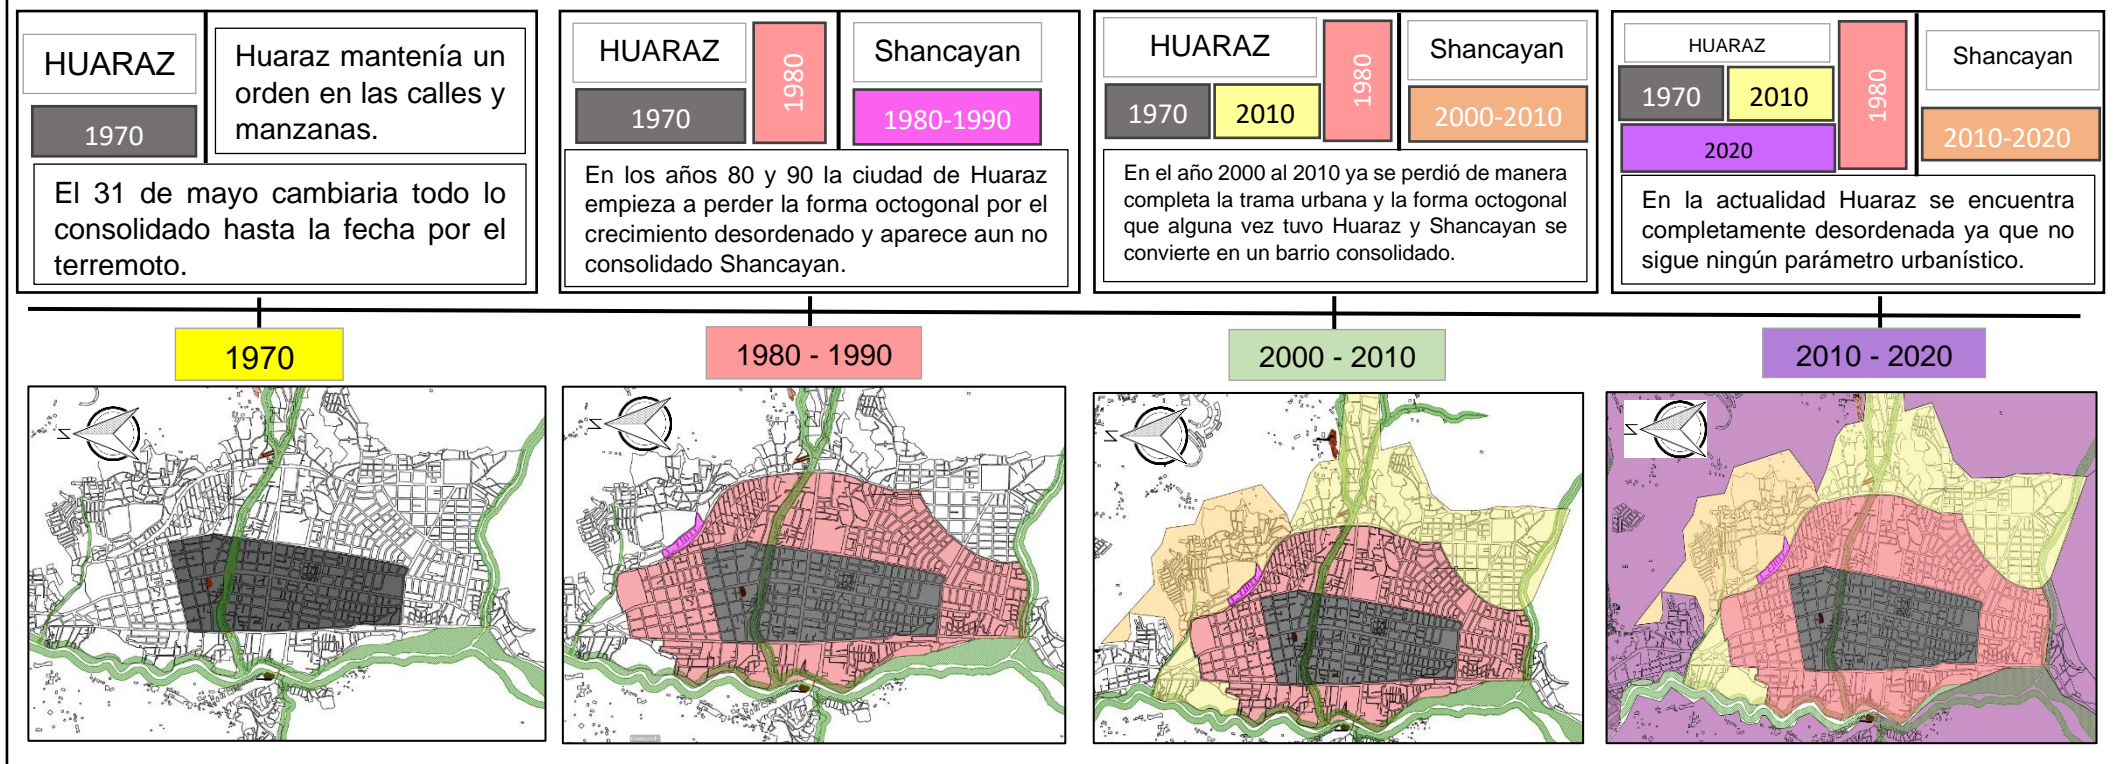 HUARAZ
1970
Huaraz mantenía un
orden en las calles y
manzanas.
El 31 de mayo cambiaria todo lo
consolidado hasta la fecha por el
terremoto.
HUARAZ
1970
1980
Shancayan
1980-1990
En los años 80 y 90 la ciudad de Huaraz
empieza a perder la forma octogonal por el
crecimiento desordenado y aparece aun no
consolidado Shancayan.
HUARAZ
1970
2010
1980
Shancayan
2000-2010
En el año 2000 al 2010 ya se perdió de manera
completa la trama urbana y la forma octogonal
que alguna vez tuvo Huaraz y Shancayan se
convierte en un barrio consolidado.
HUARAZ
1970
2010
2020
1980
Shancayan
2010-2020
En la actualidad Huaraz se encuentra
completamente desordenada ya que no
sigue ningún parámetro urbanístico.
1970
1980 - 1990
2000 - 2010
2010 - 2020
N
N
N
N